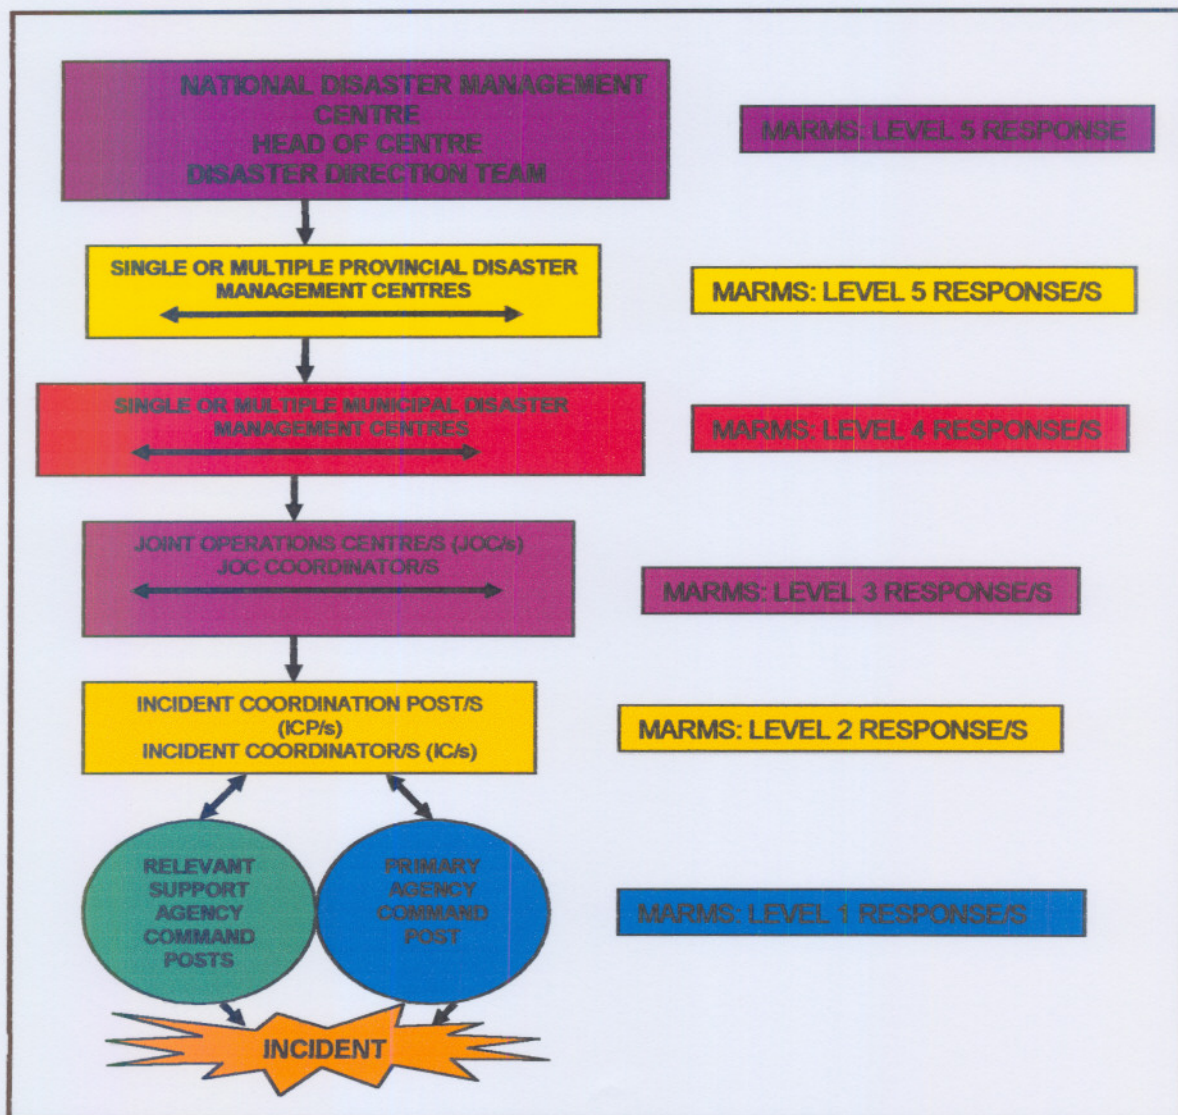 NATIONAL DISASTER MANAGEMENT
CENTRE
HEAD OF CENTRE
DISASTER DIRECTION TEAM
MARMS: LEVEL 5 RESPONSE
SINGLE OR MULTIPLE PROVINCIAL DISASTER
MANAGEMENT CENTRES
MARMS: LEVEL 5 RESPONSE/S
SINGLE OR MULTIPLE MUNICIPAL DISASTER
MANAGEMENT CENTRES
MARMS: LEVEL 4 RESPONSE/S
JOINT OPERATIONS CENTRE/S (JOC/s)
JOC COORDINATOR/S
MARMS: LEVEL 3 RESPONSE/S
INCIDENT COORDINATION POST/S
(ICP/s)
INCIDENT COORDINATOR/S (IC/s)
MARMS: LEVEL 2 RESPONSE/S
RELEVANT
SUPPORT
AGENCY
COMMAND
POSTS
PRIMARY
AGENCY
COMMAND
POST
MARMS: LEVEL 1 RESPONSE/S
INCIDENT